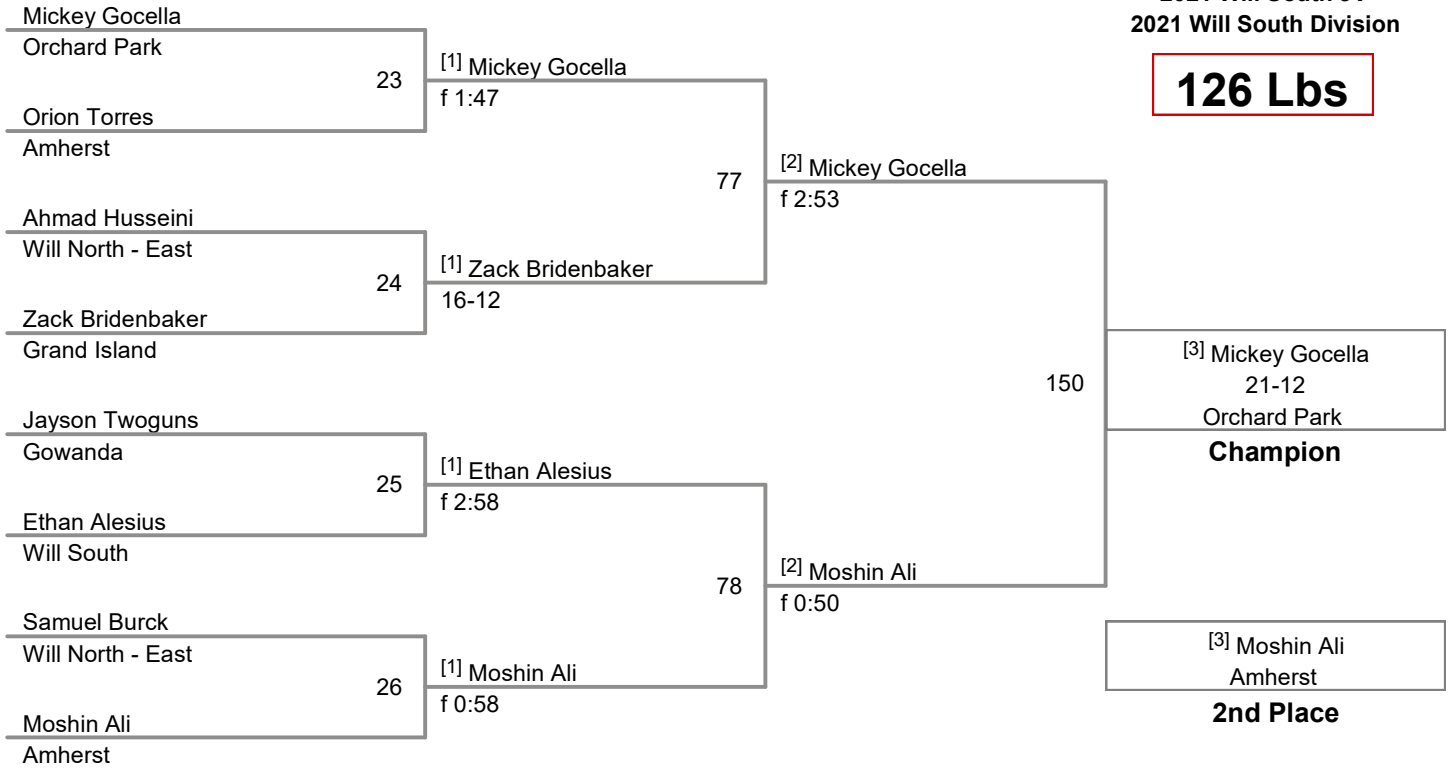 2021 Will South Division
126 Lbs
Mickey Gocella
Orchard Park
23
Orion Torres
Amherst
[1] Mickey Gocella
f 1:47
Ahmad Husseini
Will North - East
24
Zack Bridenbaker
Grand Island
[1] Zack Bridenbaker
16-12
77
[2] Mickey Gocella
f 2:53
Jayson Twoguns
Gowanda
25
Ethan Alesius
Will South
[1] Ethan Alesius
f 2:58
Samuel Burck
Will North - East
26
Moshin Ali
Amherst
[1] Moshin Ali
f 0:58
78
[2] Moshin Ali
f 0:50
150
[3] Mickey Gocella
21-12
Orchard Park
Champion
[3] Moshin Ali
Amherst
2nd Place